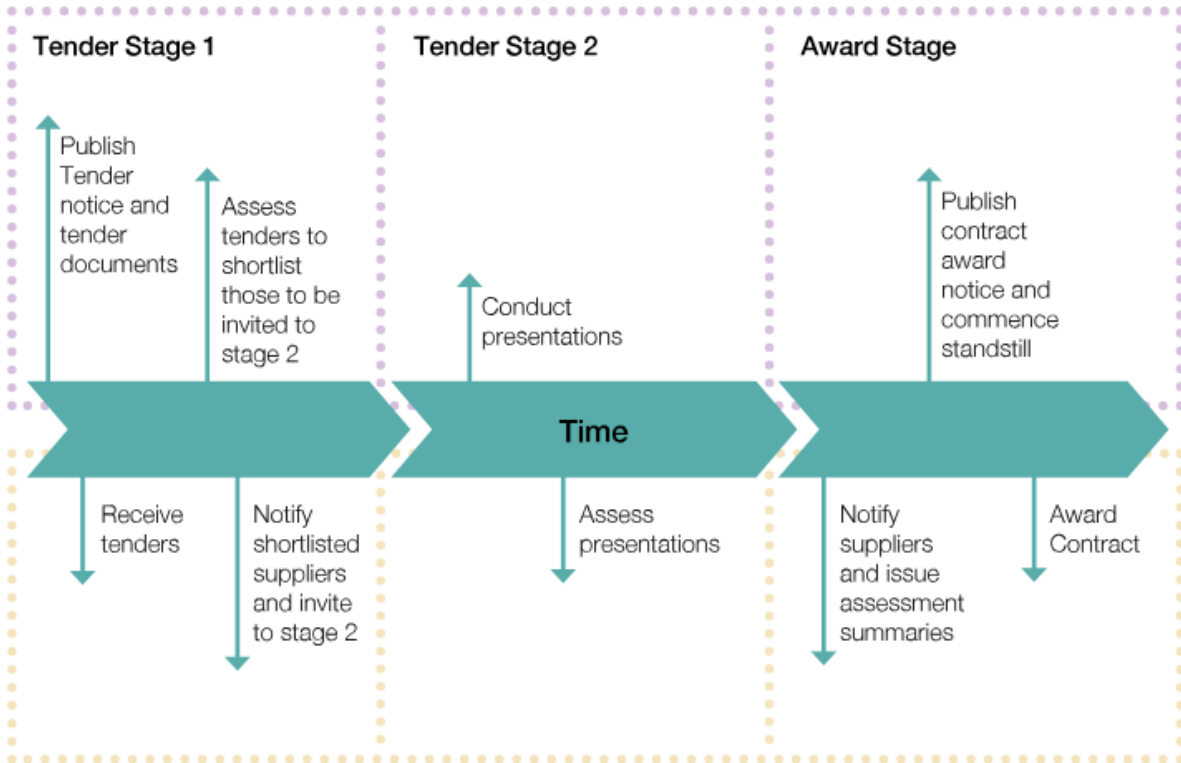 Tender Stage 1
Tender Stage 2
Award Stage
Publish
Tender
notice and
tender
documents
Assess
tenders to
shortlist
those to be
invited to
stage 2
Conduct
presentations
Publish
contract
award
notice and
commence
standstill
Time
Receive
tenders
Notify
shortlisted
suppliers
and invite
to stage 2
Assess
presentations
Notify
suppliers
and issue
assessment
summaries
Award
Contract